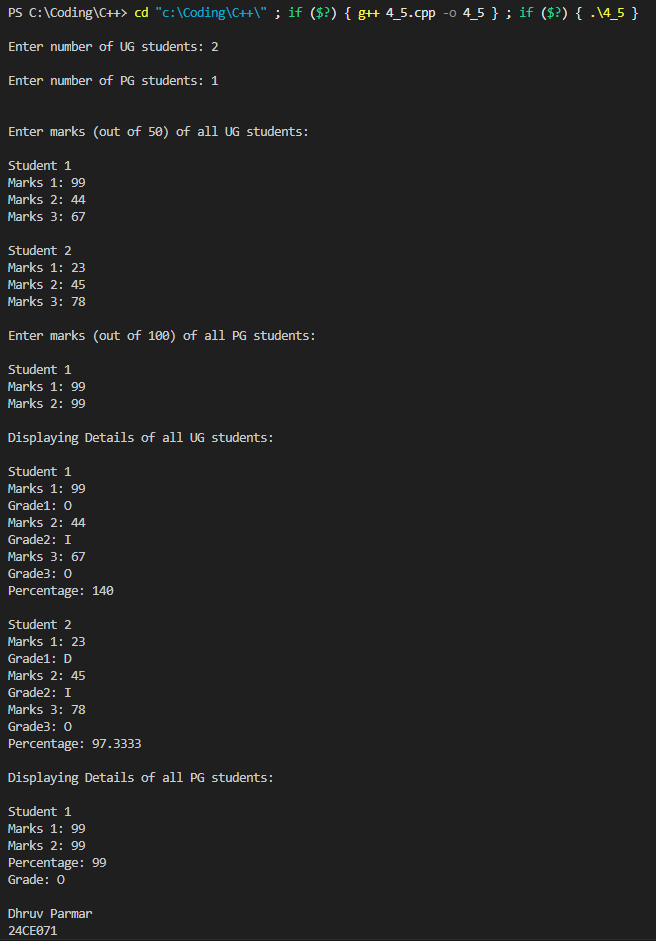 PS C:\Coding\C++> cd "c:\Coding\C++\" ; if ($?) { g++ 4_5.cpp -o 4_5 } ; if ($?) { .\4_5 }
Enter number of UG students: 2
Enter number of PG students: 1
Enter marks (out of 50) of all UG students:
Student 1
Marks 1: 99
Marks 2: 44
Marks 3: 67
Student 2
Marks 1: 23
Marks 2: 45
Marks 3: 78
Enter marks (out of 100) of all PG students:
Student 1
Marks 1: 99
Marks 2: 99
Displaying Details of all UG students:
Student 1
Marks 1: 99
Grade1: O
Marks 2: 44
Grade2: I
Marks 3: 67
Grade3: O
Percentage: 140
Student 2
Marks 1: 23
Grade1: D
Marks 2: 45
Grade2: I
Marks 3: 78
Grade3: O
Percentage: 97.3333
Displaying Details of all PG students:
Student 1
Marks 1: 99
Marks 2: 99
Percentage: 99
Grade: O
Dhruv Parmar
24CE071